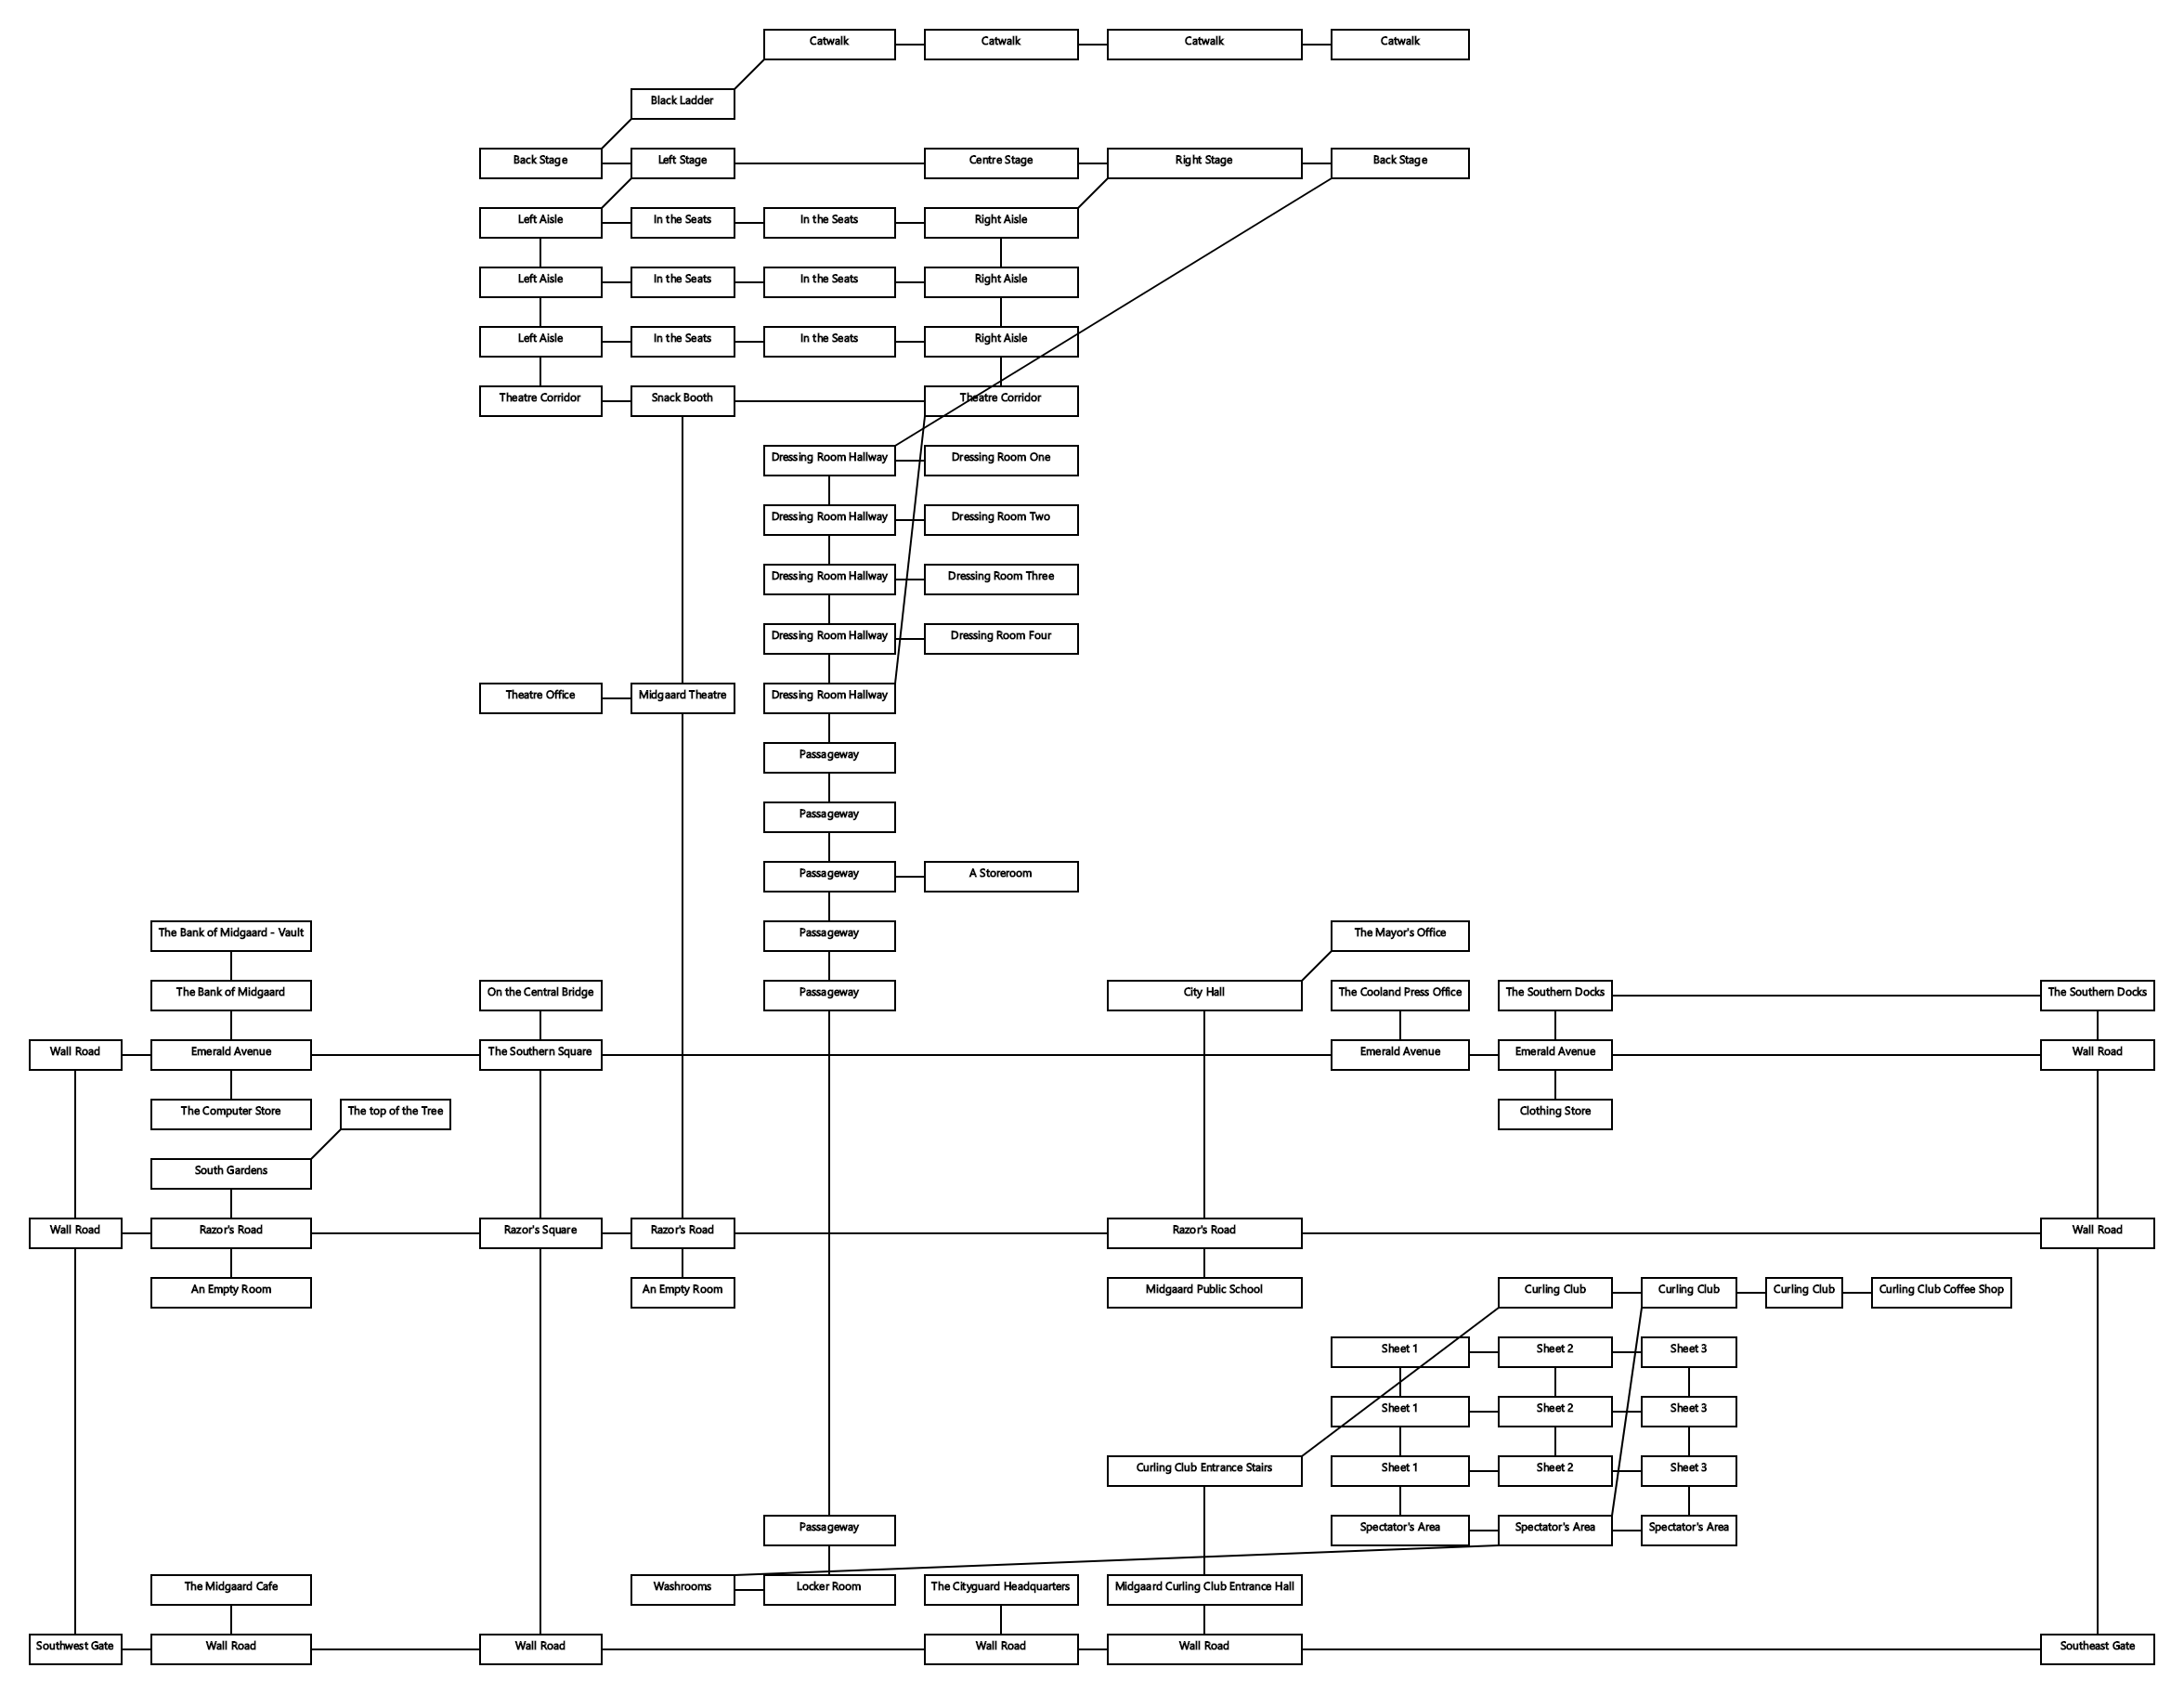 Catwalk
Catwalk
Catwalk
Catwalk
Black Ladder
Back Stage
Left Stage
Centre Stage
Right Stage
Back Stage
Left Aisle
In the Seats
In the Seats
Right Aisle
Left Aisle
In the Seats
In the Seats
Right Aisle
Left Aisle
In the Seats
In the Seats
Right Aisle
Theatre Corridor
Snack Booth
Theatre Corridor
Dressing Room Hallway
Dressing Room One
Dressing Room Hallway
Dressing Room Two
Dressing Room Hallway
Dressing Room Three
Dressing Room Hallway
Dressing Room Four
Theatre Office
Midgaard Theatre
Dressing Room Hallway
Passageway
Passageway
Passageway
A Storeroom
The Bank of Midgaard - Vault
Passageway
The Mayor's Office
The Bank of Midgaard
On the Central Bridge
Passageway
City Hall
The Cooland Press Office
The Southern Docks
The Southern Docks
Wall Road
Emerald Avenue
The Southern Square
Emerald Avenue
Emerald Avenue
Wall Road
The Computer Store
The top of the Tree
Clothing Store
South Gardens
Wall Road
Razor's Road
Razor's Square
Razor's Road
Razor's Road
Wall Road
An Empty Room
An Empty Room
Midgaard Public School
Curling Club
Curling Club
Curling Club
Curling Club Coffee Shop
Sheet 1
Sheet 2
Sheet 3
Sheet 1
Sheet 2
Sheet 3
Curling Club Entrance Stairs
Sheet 1
Sheet 2
Sheet 3
Passageway
Spectator's Area
Spectator's Area
Spectator's Area
The Midgaard Cafe
Washrooms
Locker Room
The Cityguard Headquarters
Midgaard Curling Club Entrance Hall
Southwest Gate
Wall Road
Wall Road
Wall Road
Wall Road
Southeast Gate